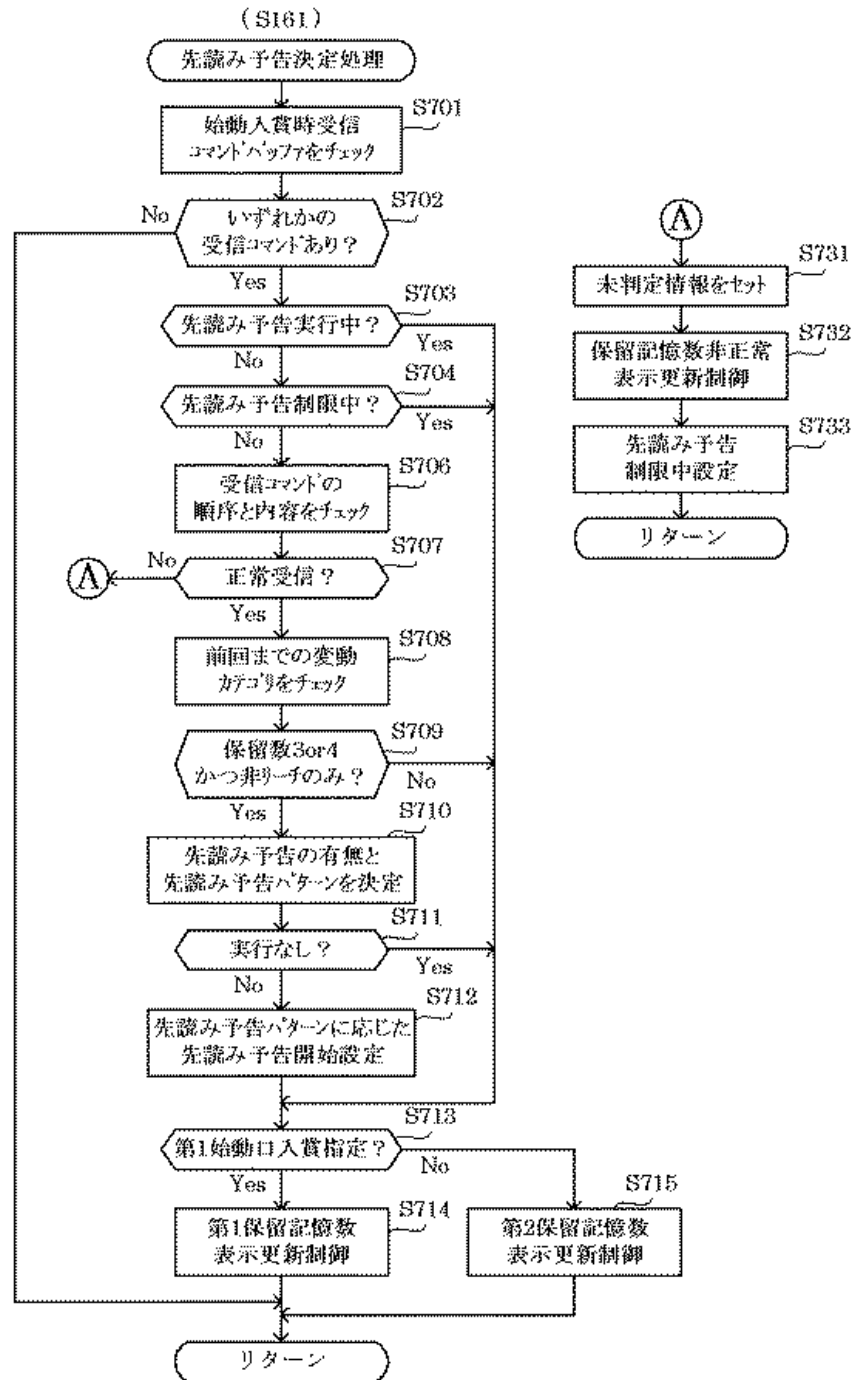 (S161)
先読み予告決定処理
S701
始動入賞時受信
コマンドバッファをチェック
S702
No
いずれかの
受信コマンドあり？
Yes
S703
先読み予告実行中？
Yes
No
S704
先読み予告制限中？
Yes
No
S706
受信コマンドの
順序と内容をチェック
S707
A
No
正常受信？
Yes
S708
前回までの変動
カテゴリをチェック
S709
保留数3or4
かつ非リーチのみ？
No
Yes
S710
先読み予告の有無と
先読み予告パターンを決定
S711
実行なし？
Yes
No
S712
先読み予告パターンに応じた
先読み予告開始設定
S713
第1始動口入賞指定？
No
Yes
S714
第1保留記憶数
表示更新制御
S715
第2保留記憶数
表示更新制御
リターン
A
S731
未判定情報をセット
S732
保留記憶数非正常
表示更新制御
S733
先読み予告
制限中設定
リターン